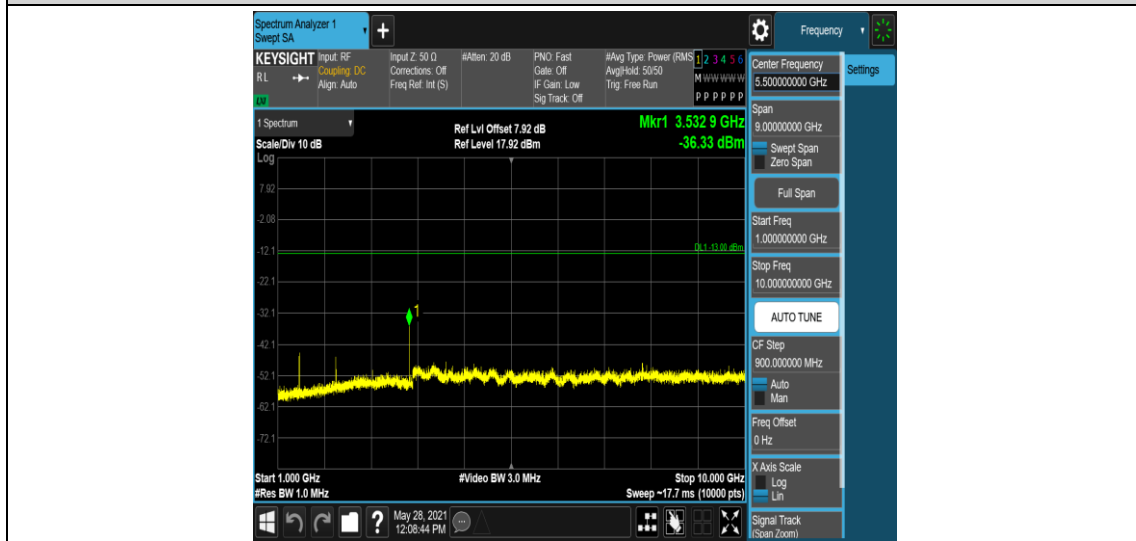 Spectrum Analyzer 1
Swept SA
+
Frequency
KEYSIGHT
RL
LXI
Input: RF
Coupling: DC
Align: Auto
Input Z: 50 Ω
Corrections: Off
Freq Ref: Int (S)
#Atten: 20 dB
PNO: Fast
Gate: Off
IF Gain: Low
Sig Track: Off
#Avg Type: Power (RMS
Avg|Hold: 50/50
Trig: Free Run
1 2 3 4 5 6
M W W W W W
P P P P P P
1 Spectrum
Scale/Div 10 dB
Log
Ref Lvl Offset 7.92 dB
Ref Level 17.92 dBm
Mkr1 3.532 9 GHz
-36.33 dBm
7.92
-2.08
-12.1
-22.1
-32.1
-42.1
-52.1
-62.1
-72.1
DL1 -13.00 dBm
1
Start 1.000 GHz
#Res BW 1.0 MHz
#Video BW 3.0 MHz
Stop 10.000 GHz
Sweep ~17.7 ms (10000 pts)
?
May 28, 2021
12:08:44 PM
Center Frequency
5.500000000 GHz
Settings
Span
9.00000000 GHz
Swept Span
Zero Span
Full Span
Start Freq
1.000000000 GHz
Stop Freq
10.000000000 GHz
AUTO TUNE
CF Step
900.000000 MHz
Auto
Man
Freq Offset
0 Hz
X Axis Scale
Log
Lin
Signal Track
(Span Zoom)